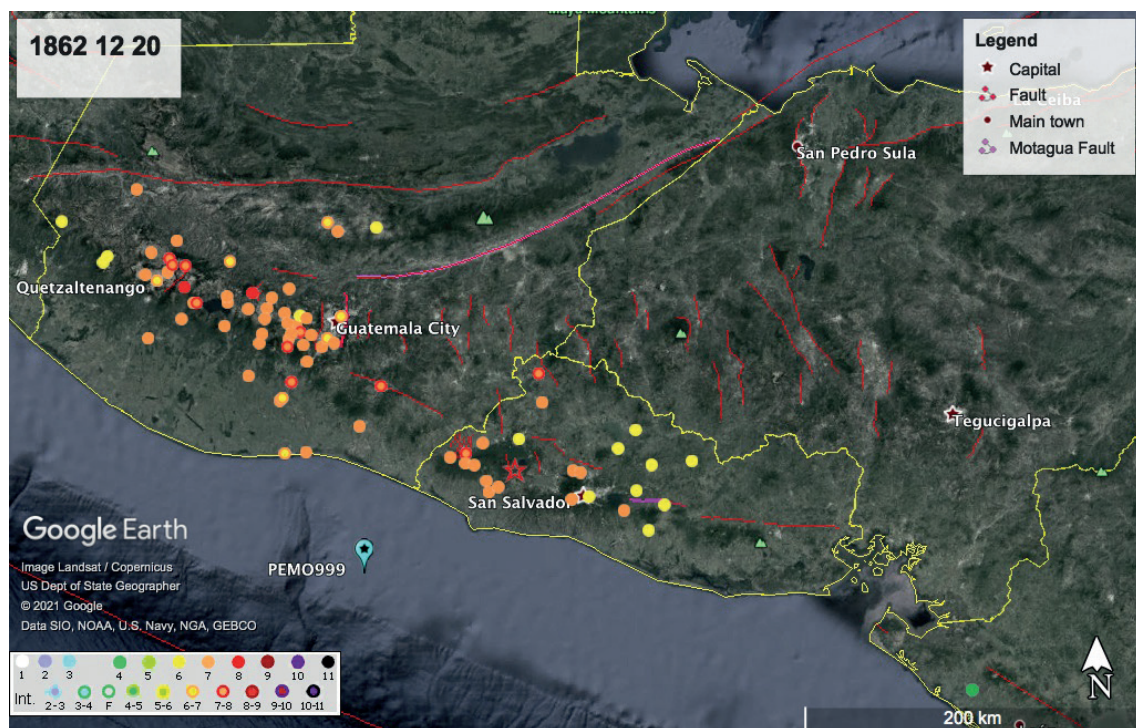 Maya Mountains
1862 12 20
Legend
Capital
Fault
La Ceiba
Main town
Motagua Fault
San Pedro Sula
Quetzaltenango
Guatemala City
Tegucigalpa
San Salvador
Google Earth
PEMO999
Image Landsat / Copernicus
US Dept of State Geographer
© 2021 Google
Data SIO, NOAA, U.S. Navy, NGA, GEBCO
1 2 3 4 5 6 7 8 9 10 11
Int. 2-3 3-4 F 4-5 5-6 6-7 7-8 8-9 9-10 10-11
N
200 km